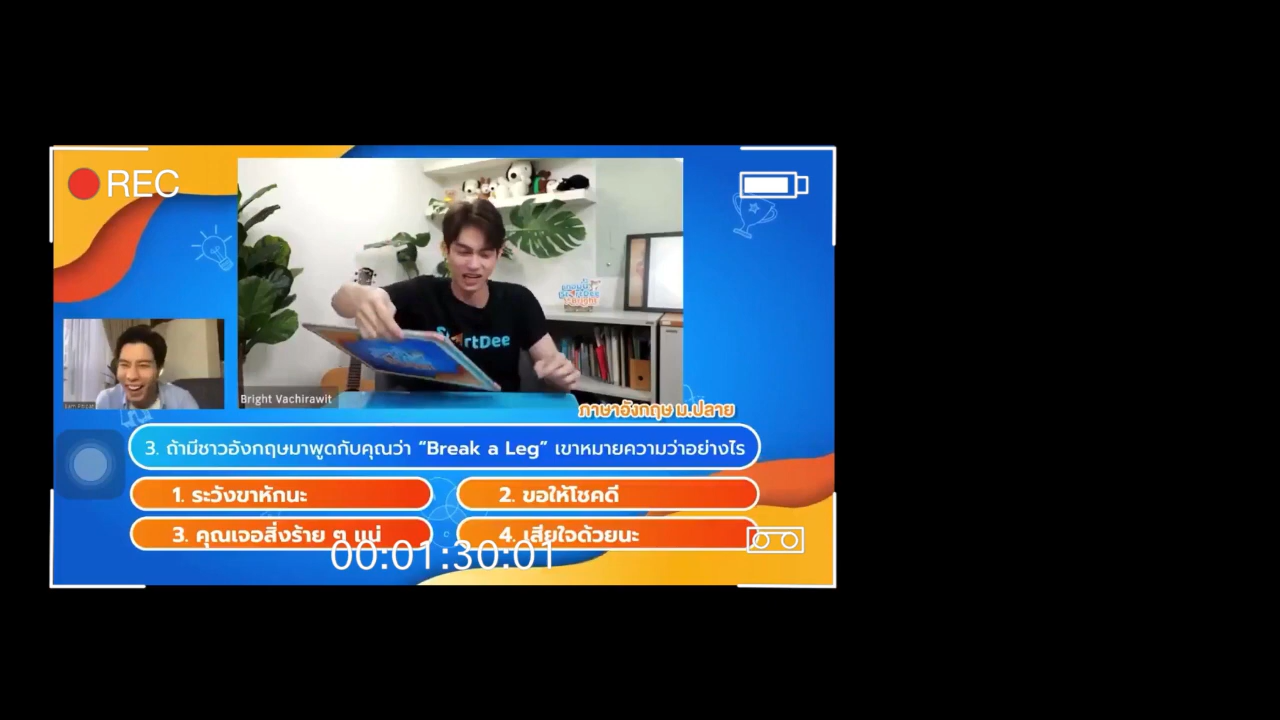 REC
StartDee
Bright Vachirawit
ภาษาอังกฤษ ม.ปลาย
3. ถ้ามีชาวอังกฤษมาพูดกับคุณว่า “Break a Leg” เขาหมายความว่าอย่างไร
1. ระวังขาหักนะ
2. ขอให้โชคดี
3. คุณเจอสิ่งร้าย ๆ แน่
4. เสียใจด้วยนะ
00:01:30:01